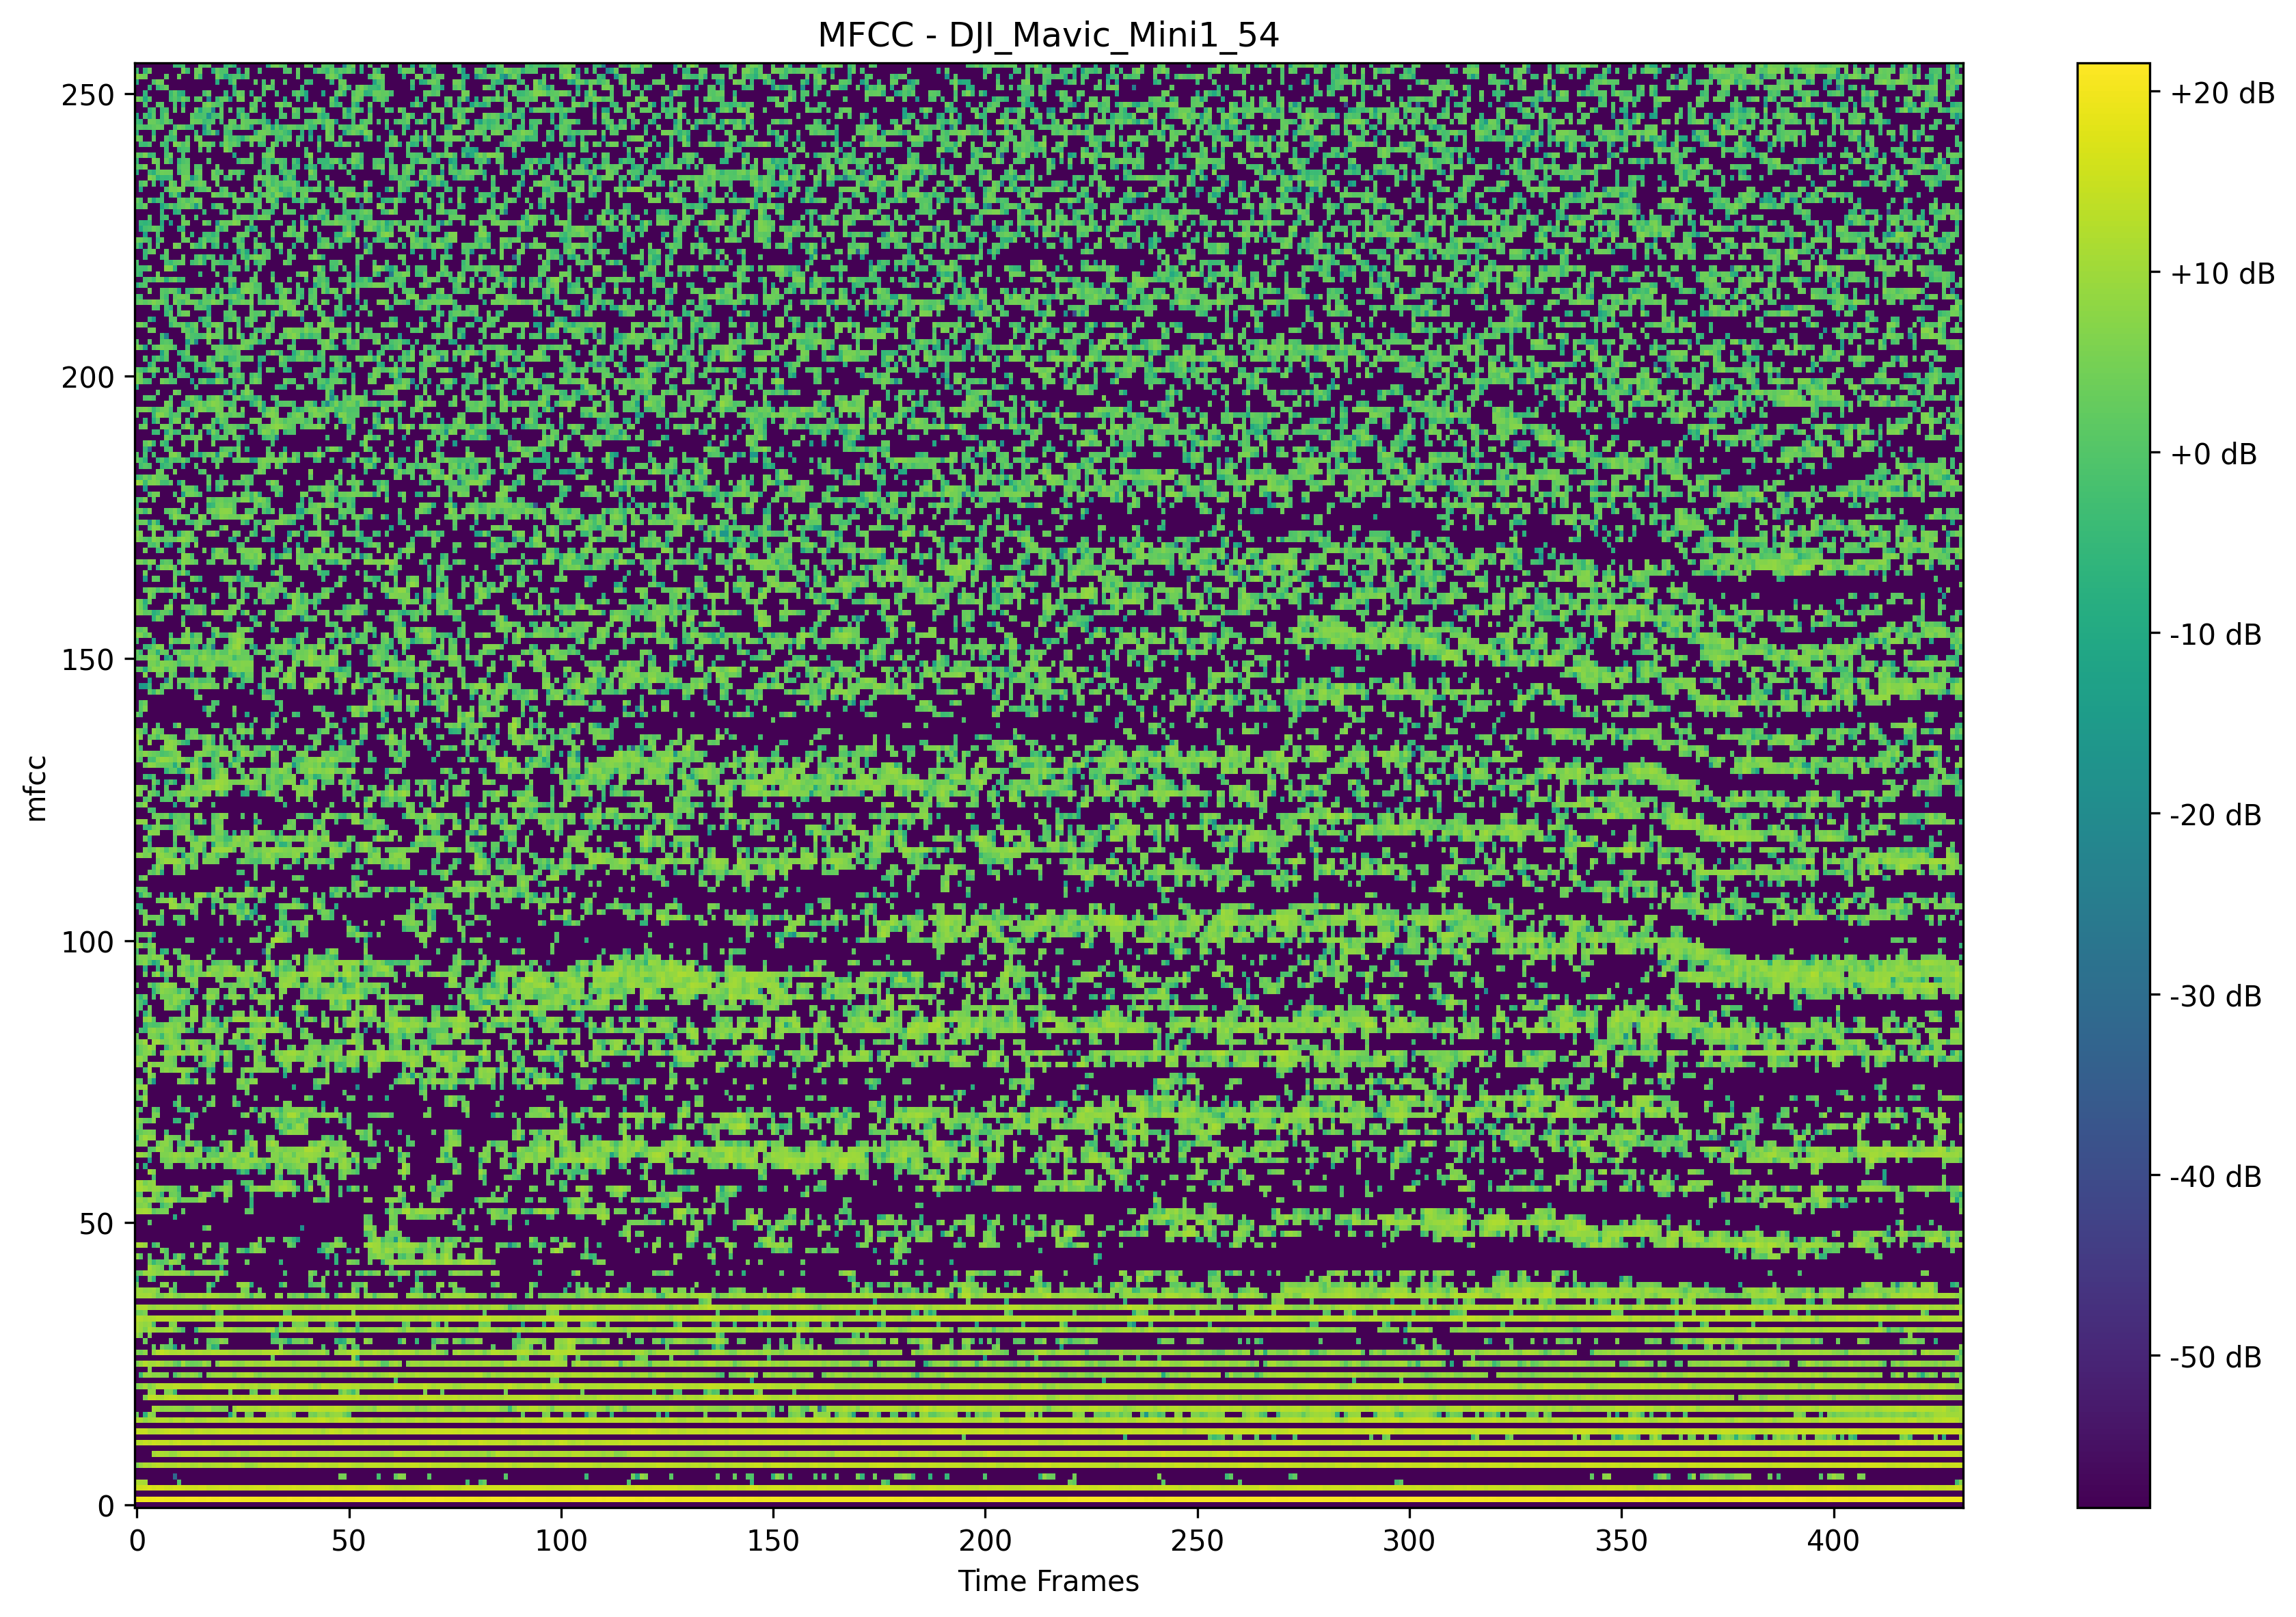 MFCC - DJI_Mavic_Mini1_54
250
200
150
100
50
0
mfcc
0 50 100 150 200 250 300 350 400
Time Frames
+20 dB
+10 dB
+0 dB
-10 dB
-20 dB
-30 dB
-40 dB
-50 dB